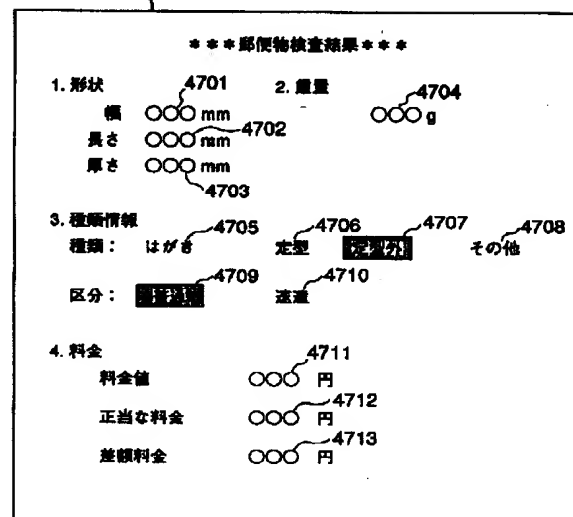 ***郵便物検査結果***
1. 形状 4701 2. 重量 4704
幅 ○○○ mm ○○○ g
長さ ○○○ mm 4702
厚さ ○○○ mm
4703
3. 種類情報 4705 4706 4707 4708
種類： はがき 定型 定型外 その他
4709 4710
区分： 速達
4. 料金 4711
料金値 ○○○ 円
4712
正当な料金 ○○○ 円
4713
差額料金 ○○○ 円